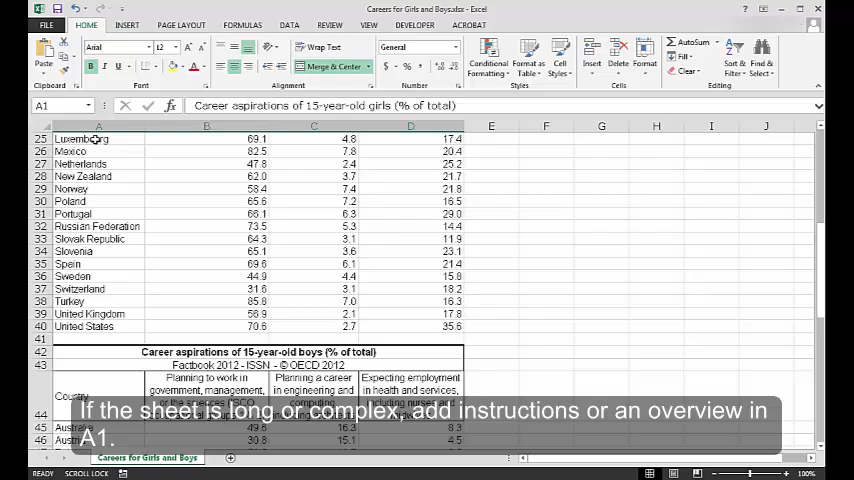 Careers for Girls and Boys.xlsx - Excel
FILE HOME INSERT PAGE LAYOUT FORMULAS DATA REVIEW VIEW DEVELOPER ACROBAT
Arial 12 Wrap Text General AutoSum
Paste B I U Merge & Center $ % , Conditional Formatting Format as Table Cell Styles Insert Delete Format Fill Clear Sort & Filter Find & Select
Clipboard Font Alignment Number Styles Cells Editing
A1 fx Career aspirations of 15-year-old girls (% of total)
A B C D E F G H I J
25 Luxembourg 69.1 4.8 17.4
26 Mexico 82.5 7.8 20.4
27 Netherlands 47.8 2.4 25.2
28 New Zealand 62.0 3.7 21.7
29 Norway 58.4 7.4 21.8
30 Poland 65.6 7.2 16.5
31 Portugal 66.1 6.3 29.0
32 Russian Federation 73.5 5.3 14.4
33 Slovak Republic 64.3 3.1 11.9
34 Slovenia 65.1 3.6 23.1
35 Spain 69.6 6.1 21.4
36 Sweden 44.9 4.4 15.8
37 Switzerland 31.6 3.1 18.2
38 Turkey 85.8 7.0 16.3
39 United Kingdom 56.9 2.1 17.8
40 United States 70.6 2.7 35.6
41
42 Career aspirations of 15-year-old boys (% of total)
43 Factbook 2012 - ISSN - © OECD 2012
Planning to work in Planning a career Expecting employment
government, management, in engineering and in health and services,
Country or the sciences computing, including nurses
44
If the sheet is long or complex, add instructions or an overview in
A1.
45 Australia 49.6 16.3 8.3
46 Austria 30.8 15.1 4.5
Careers for Girls and Boys
READY SCROLL LOCK 100%